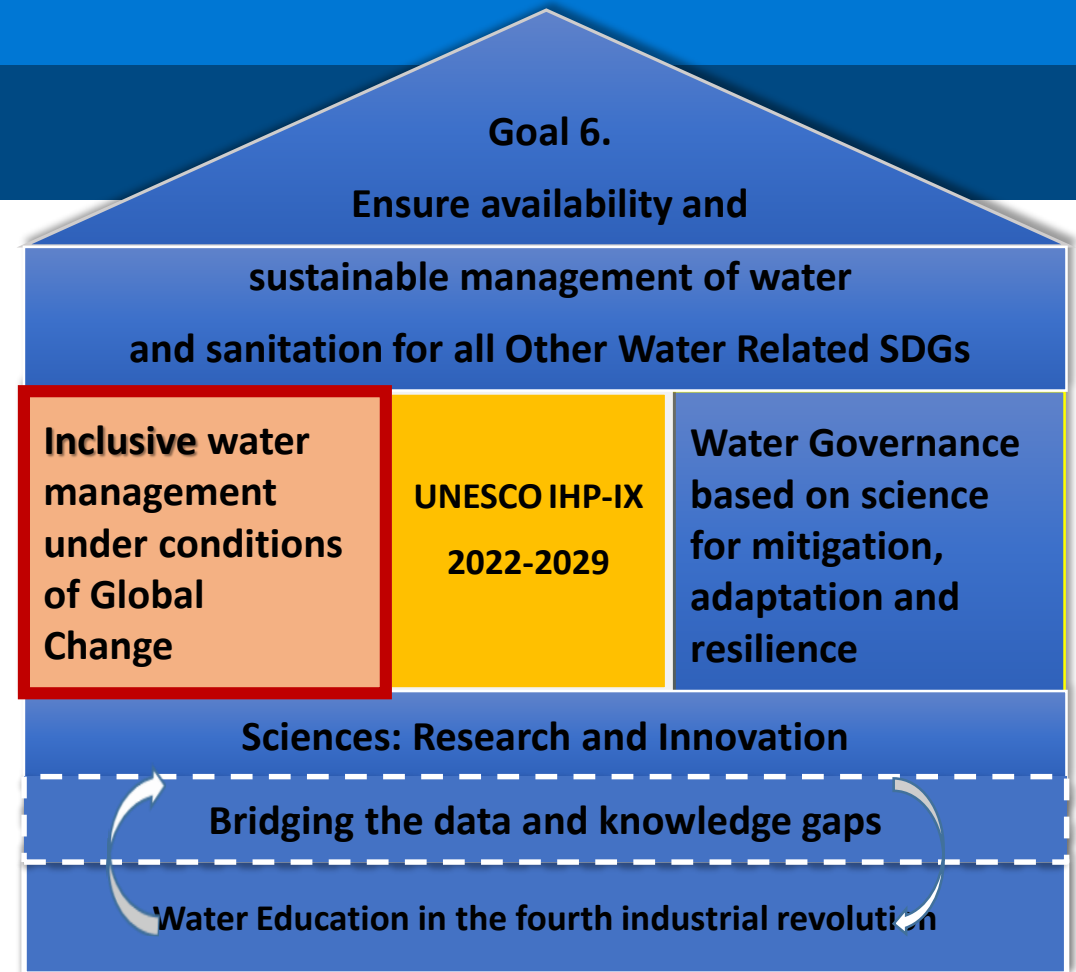 Goal 6.
Ensure availability and
sustainable management of water
and sanitation for all Other Water Related SDGs
Inclusive water
management
under conditions
of Global
Change
UNESCO IHP-IX
2022-2029
Water Governance
based on science
for mitigation,
adaptation and
resilience
Sciences: Research and Innovation
Bridging the data and knowledge gaps
Water Education in the fourth industrial revolution